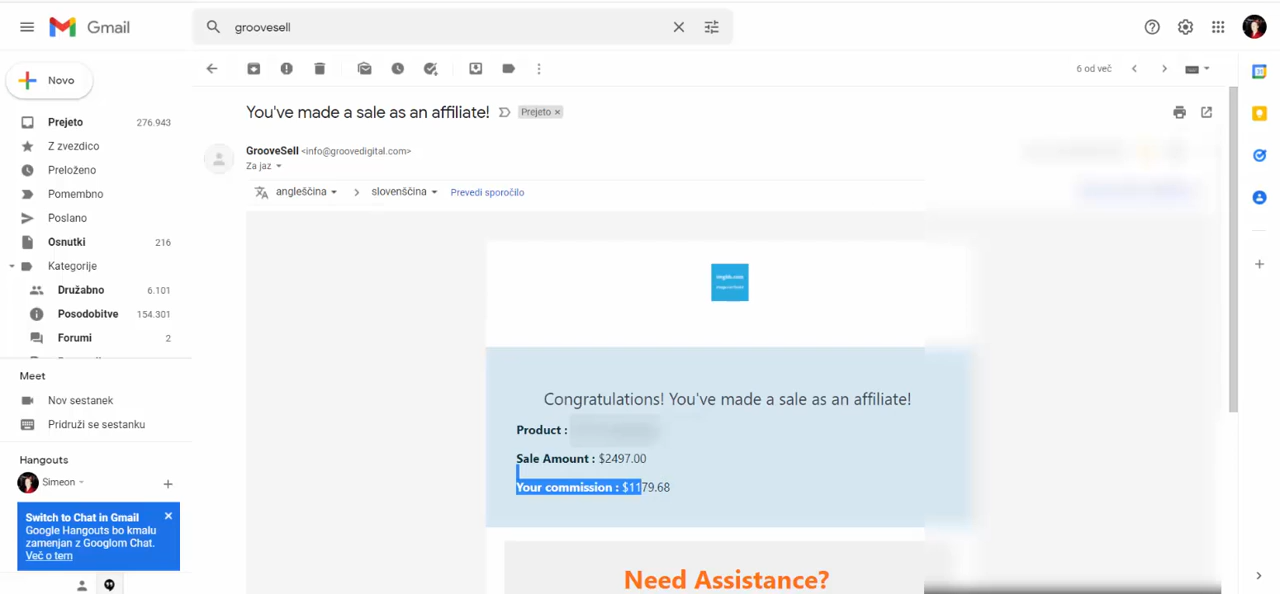 Gmail
groovesell
Novo
6 od več
Prejeto 276.943
Z zvezdico
Preloženo
Pomembno
Poslano
Osnutki 216
Kategorije
Družabno 6.101
Posodobitve 154.301
Forumi 2
Meet
Nov sestanek
Pridruži se sestanku
Hangouts
Simeon
Switch to Chat in Gmail
Google Hangouts bo kmalu
zamenjan z Googlom Chat.
Več o tem
You've made a sale as an affiliate! Prejeto ×
GrooveSell <info@groovedigital.com>
Za jaz
angleščina > slovenščina Prevedi sporočilo
Congratulations! You've made a sale as an affiliate!
Product :
Sale Amount : $2497.00
Your commission : $1179.68
Need Assistance?